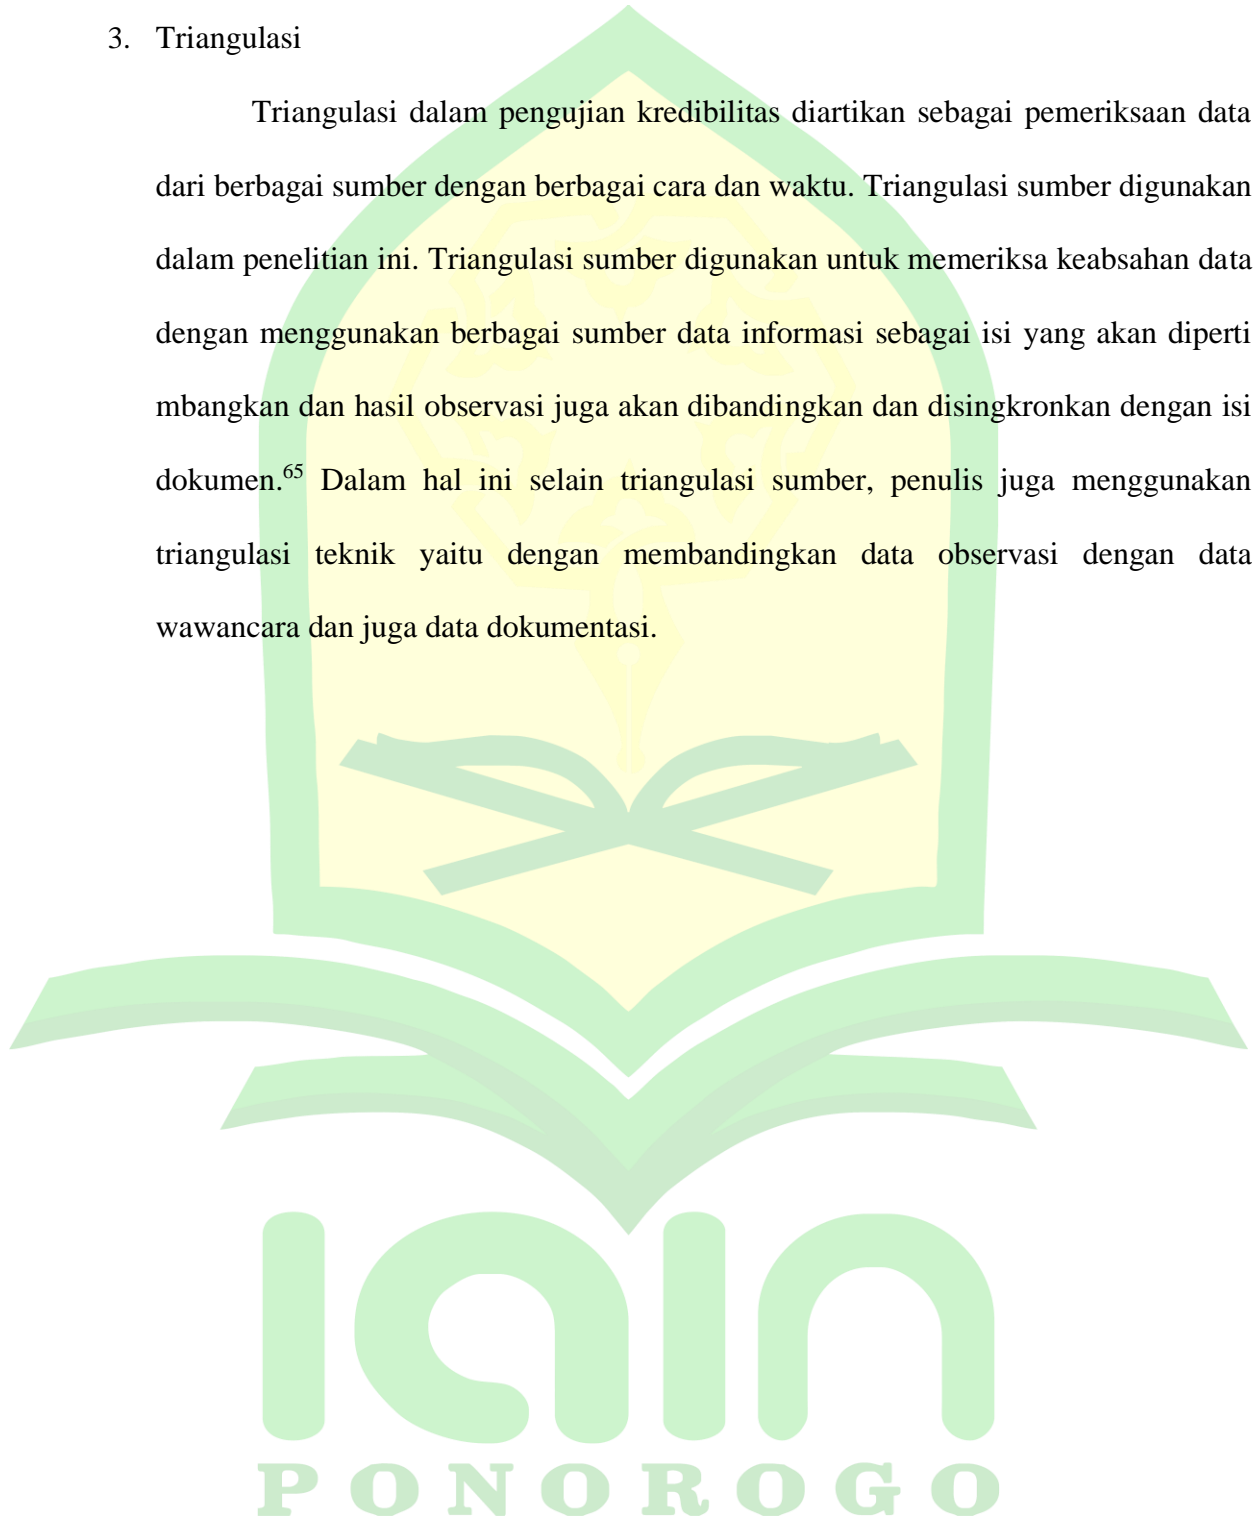 3. Triangulasi
Triangulasi dalam pengujian kredibilitas diartikan sebagai pemeriksaan data
dari berbagai sumber dengan berbagai cara dan waktu. Triangulasi sumber digunakan
dalam penelitian ini. Triangulasi sumber digunakan untuk memeriksa keabsahan data
dengan menggunakan berbagai sumber data informasi sebagai isi yang akan diperti
mbangkan dan hasil observasi juga akan dibandingkan dan disingkronkan dengan isi
dokumen.65 Dalam hal ini selain triangulasi sumber, penulis juga menggunakan
triangulasi teknik yaitu dengan membandingkan data observasi dengan data
wawancara dan juga data dokumentasi.
iain
PONOROGO